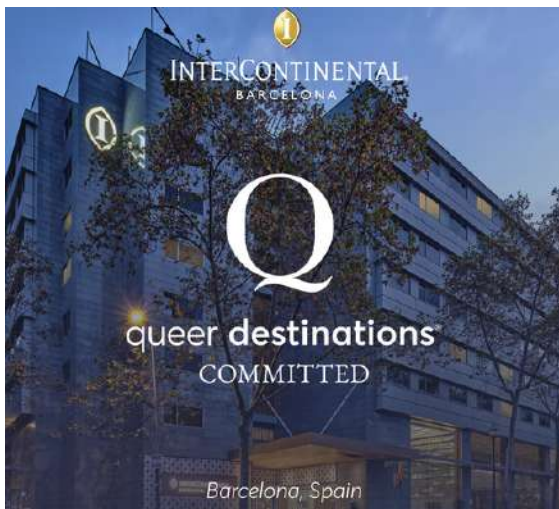 INTERCONTINENTAL
BARCELONA
Q
queer destinations
COMMITTED
Barcelona, Spain